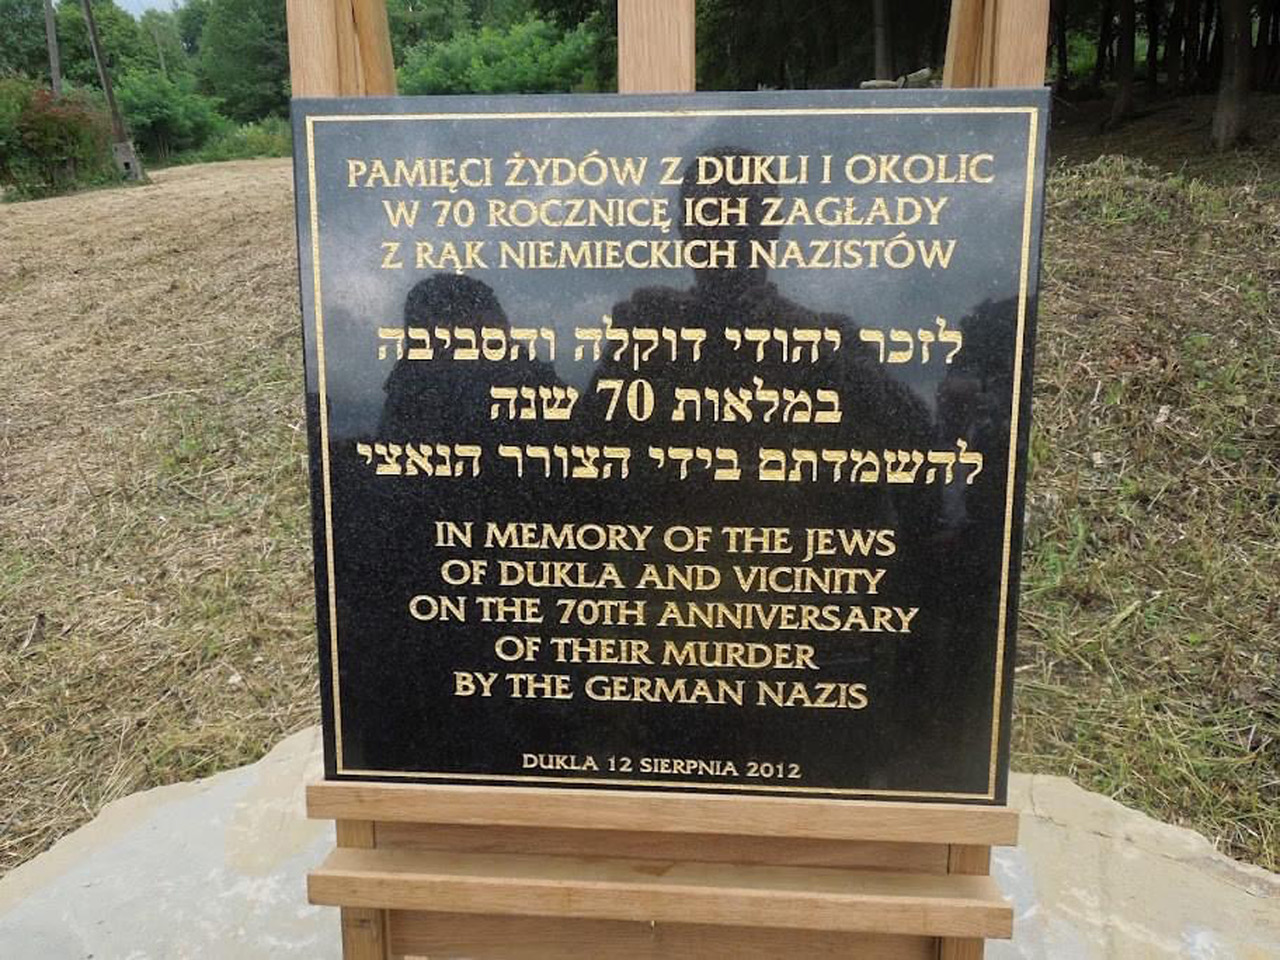 PAMIĘCI ŻYDÓW Z DUKLI I OKOLIC
W 70 ROCZNICĘ ICH ZAGŁADY
Z RĄK NIEMIECKICH NAZISTÓW
לזכר יהודי דוקלה והסביבה
במלאות 70 שנה
להשמדתם בידי הצורר הנאצי
IN MEMORY OF THE JEWS
OF DUKLA AND VICINITY
ON THE 70TH ANNIVERSARY
OF THEIR MURDER
BY THE GERMAN NAZIS
DUKLA 12 SIERPNIA 2012